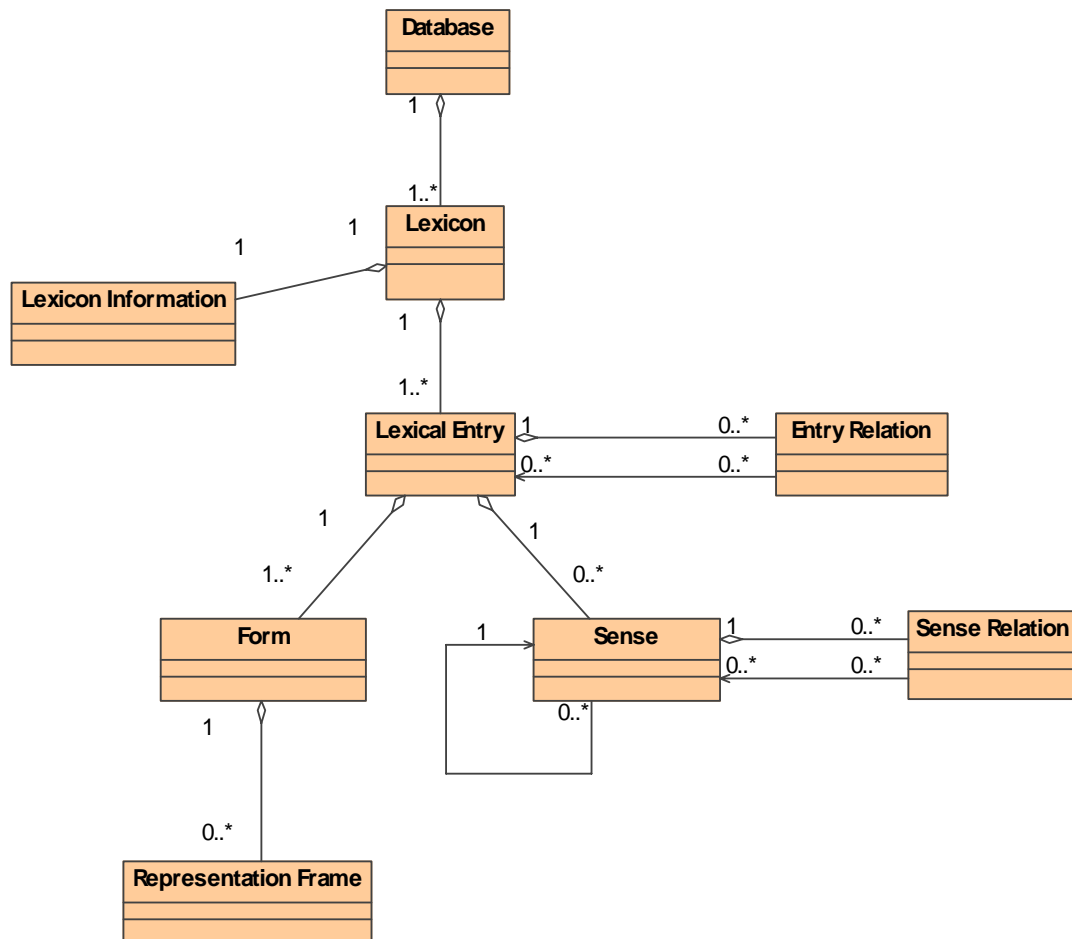 Database
1
1..*
Lexicon
1
1
Lexicon Information
1
1..*
Lexical Entry
1
0..*
Entry Relation
0..*
0..*
1
1
1..*
0..*
Form
1
Sense
1
0..*
Sense Relation
0..*
0..*
0..*
1
0..*
Representation Frame